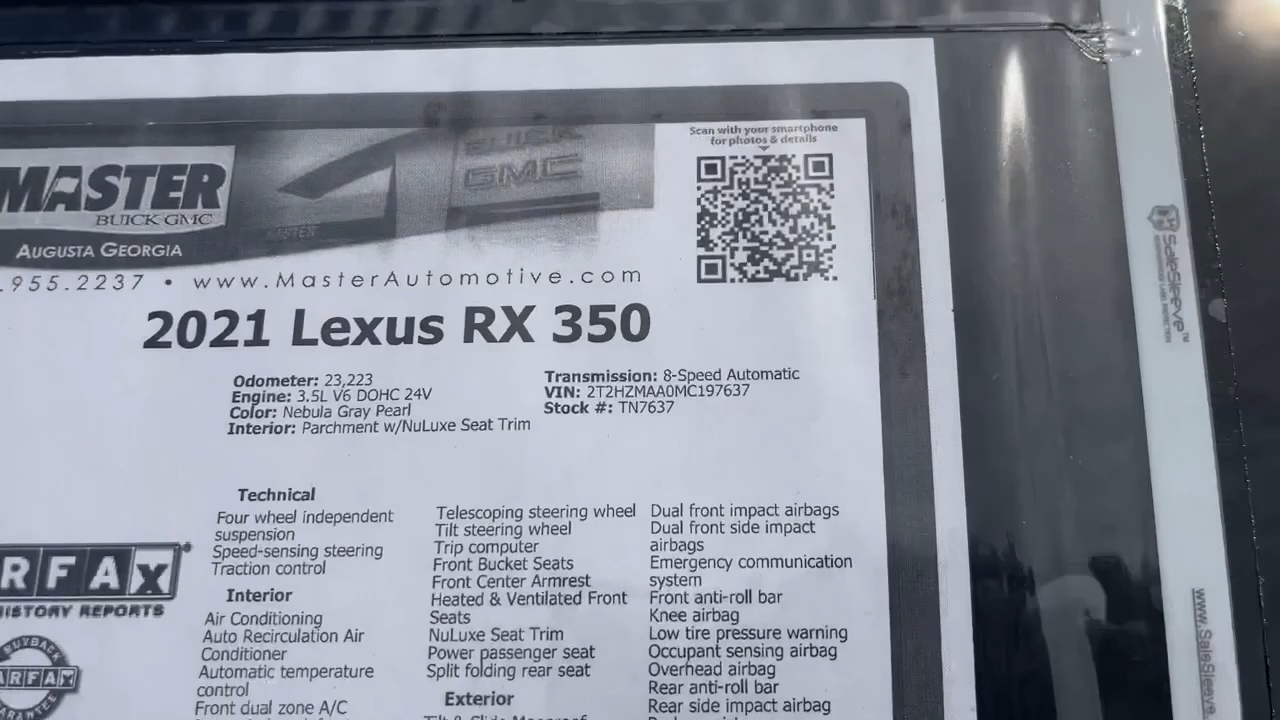 Scan with your smartphone
for photos & details
BUICK
GMC
MASTER
BUICK GMC
AUGUSTA GEORGIA
.955.2237 • www.MasterAutomotive.com
2021 Lexus RX 350
Odometer: 23,223
Engine: 3.5L V6 DOHC 24V
Color: Nebula Gray Pearl
Interior: Parchment w/NuLuxe Seat Trim
Transmission: 8-Speed Automatic
VIN: 2T2HZMAA0MC197637
Stock #: TN7637
Technical
Four wheel independent
suspension
Speed-sensing steering
Traction control
Interior
Air Conditioning
Auto Recirculation Air
Conditioner
Automatic temperature
control
Front dual zone A/C
Telescoping steering wheel
Tilt steering wheel
Trip computer
Front Bucket Seats
Front Center Armrest
Heated & Ventilated Front
Seats
NuLuxe Seat Trim
Power passenger seat
Split folding rear seat
Exterior
Dual front impact airbags
Dual front side impact
airbags
Emergency communication
system
Front anti-roll bar
Knee airbag
Low tire pressure warning
Occupant sensing airbag
Overhead airbag
Rear anti-roll bar
Rear side impact airbag
RFAX
HISTORY REPORTS
BUYBACK
ARFAX
SaleSleeve™
www.SaleSleeve